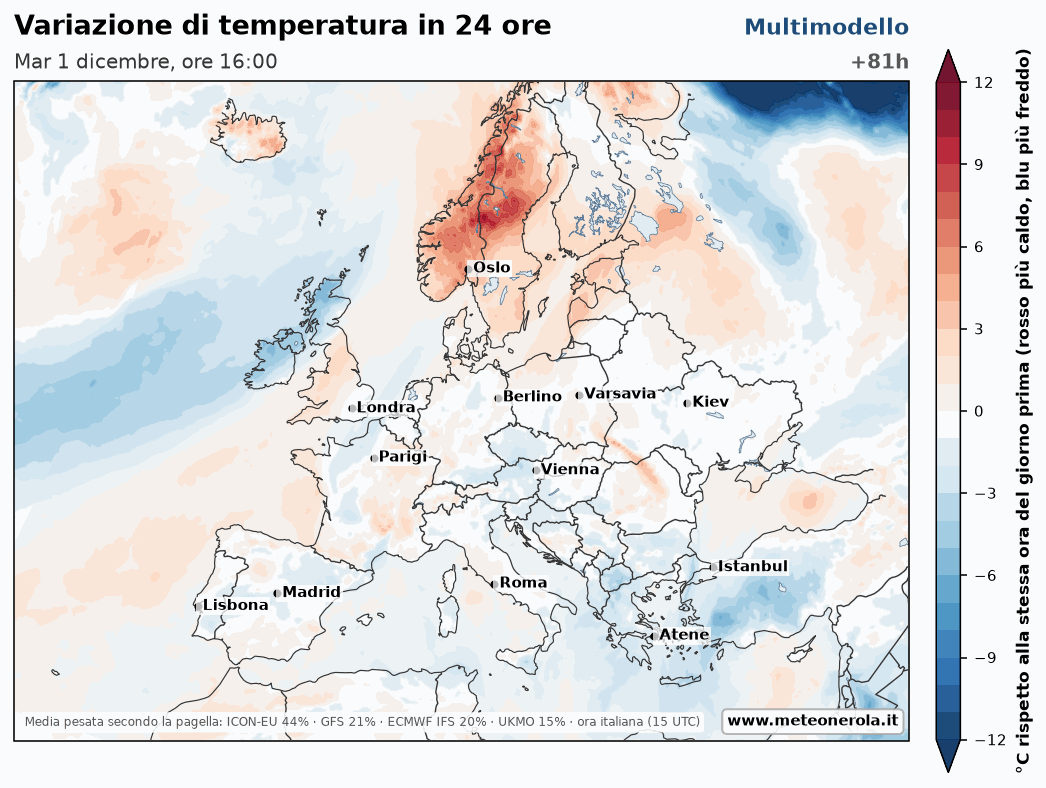 Variazione di temperatura in 24 ore
Multimodello
Mar 1 dicembre, ore 16:00
+81h
Oslo
Londra
Berlino
Varsavia
Kiev
Parigi
Vienna
Istanbul
Roma
Madrid
Lisbona
Atene
Media pesata secondo la pagella: ICON-EU 44% · GFS 21% · ECMWF IFS 20% · UKMO 15% · ora italiana (15 UTC)
www.meteonerola.it
12
9
6
3
0
−3
−6
−9
−12
°C rispetto alla stessa ora del giorno prima (rosso più caldo, blu più freddo)